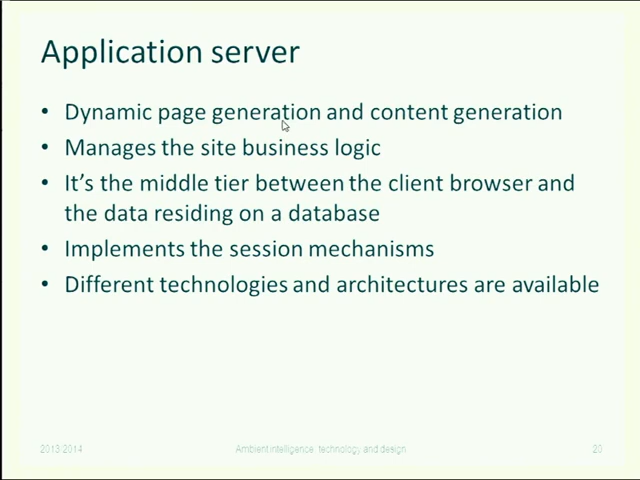 Application server
• Dynamic page generation and content generation
• Manages the site business logic
• It's the middle tier between the client browser and
the data residing on a database
• Implements the session mechanisms
• Different technologies and architectures are available
2013/2014
Ambient intelligence: technology and design
20